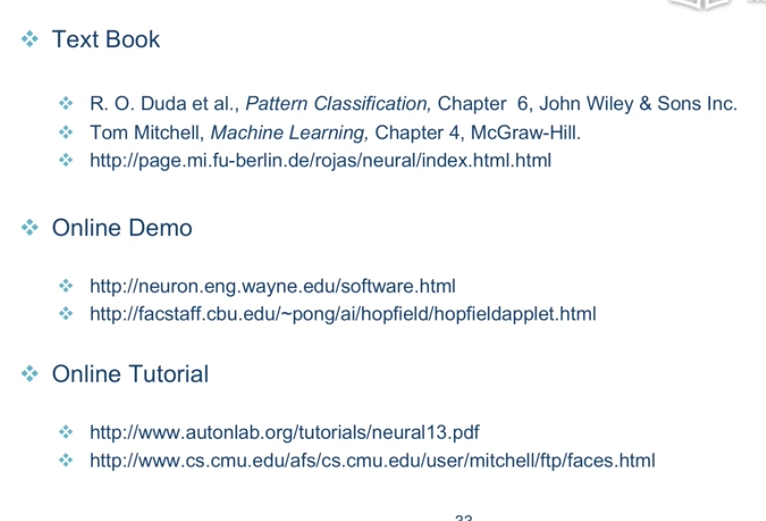 Text Book
R. O. Duda et al., Pattern Classification, Chapter 6, John Wiley & Sons Inc.
Tom Mitchell, Machine Learning, Chapter 4, McGraw-Hill.
http://page.mi.fu-berlin.de/rojas/neural/index.html.html
Online Demo
http://neuron.eng.wayne.edu/software.html
http://facstaff.cbu.edu/~pong/ai/hopfield/hopfieldapplet.html
Online Tutorial
http://www.autonlab.org/tutorials/neural13.pdf
http://www.cs.cmu.edu/afs/cs.cmu.edu/user/mitchell/ftp/faces.html